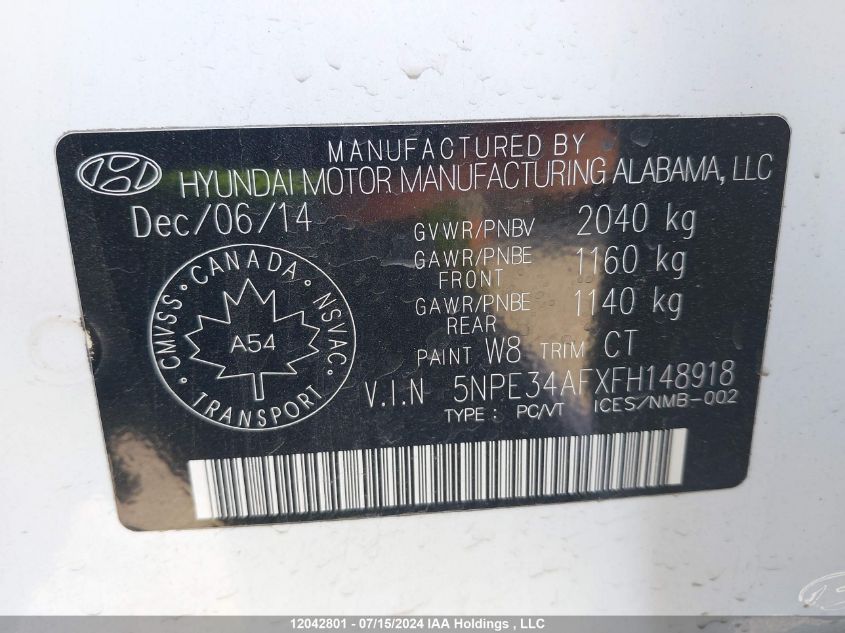 MANUFACTURED BY
HYUNDAI MOTOR MANUFACTURING ALABAMA, LLC
Dec/06/14
GVWR/PNBV 2040 kg
GAWR/PNBE FRONT 1160 kg
GAWR/PNBE REAR 1140 kg
PAINT W8 TRIM CT
V.I.N 5NPE34AFXFH148918
TYPE : PC/VT ICES/NMB-002
CMVSS · CANADA · NSVAC ·
TRANSPORT ·
A54
12042801 - 07/15/2024 IAA Holdings , LLC